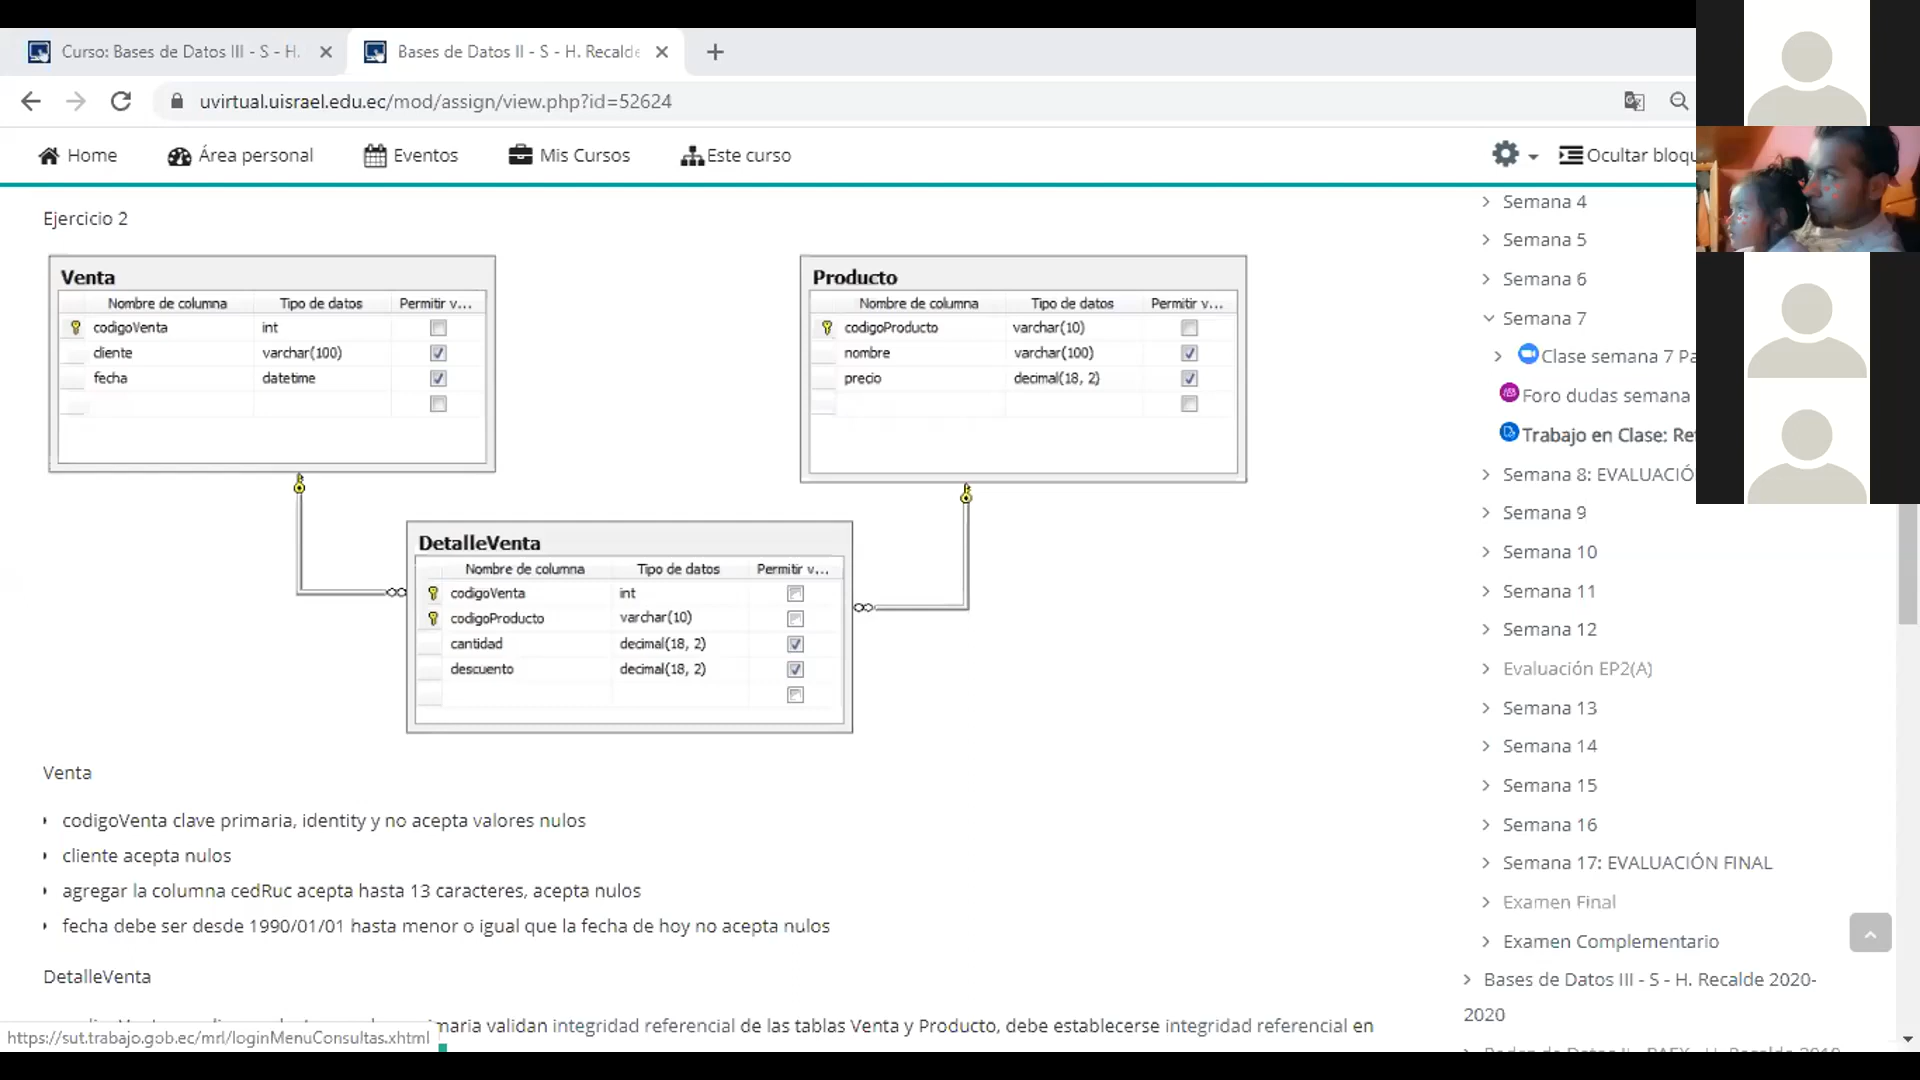 Curso: Bases de Datos III - S - H.
Bases de Datos II - S - H. Recalde
uvirtual.uisrael.edu.ec/mod/assign/view.php?id=52624
Home
Área personal
Eventos
Mis Cursos
Este curso
Ocultar bloqu
Ejercicio 2
Venta
Nombre de columna Tipo de datos Permitir v...
codigoVenta int
cliente varchar(100)
fecha datetime
Producto
Nombre de columna Tipo de datos Permitir v...
codigoProducto varchar(10)
nombre varchar(100)
precio decimal(18, 2)
DetalleVenta
Nombre de columna Tipo de datos Permitir v...
codigoVenta int
codigoProducto varchar(10)
cantidad decimal(18, 2)
descuento decimal(18, 2)
Venta
codigoVenta clave primaria, identity y no acepta valores nulos
cliente acepta nulos
agregar la columna cedRuc acepta hasta 13 caracteres, acepta nulos
fecha debe ser desde 1990/01/01 hasta menor o igual que la fecha de hoy no acepta nulos
DetalleVenta
maria validan integridad referencial de las tablas Venta y Producto, debe establecerse integridad referencial en
https://sut.trabajo.gob.ec/mrl/loginMenuConsultas.xhtml
Semana 4
Semana 5
Semana 6
Semana 7
Clase semana 7 Pa
Foro dudas semana
Trabajo en Clase: Ref
Semana 8: EVALUACIÓ
Semana 9
Semana 10
Semana 11
Semana 12
Evaluación EP2(A)
Semana 13
Semana 14
Semana 15
Semana 16
Semana 17: EVALUACIÓN FINAL
Examen Final
Examen Complementario
Bases de Datos III - S - H. Recalde 2020-
2020